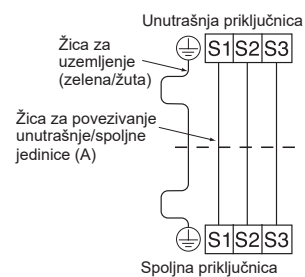 Unutrašnja priključnica
Žica za
uzemljenje
(zelena/žuta)
S1 S2 S3
Žica za povezivanje
unutrašnje/spoljne
jedinice (A)
S1 S2 S3
Spoljna priključnica